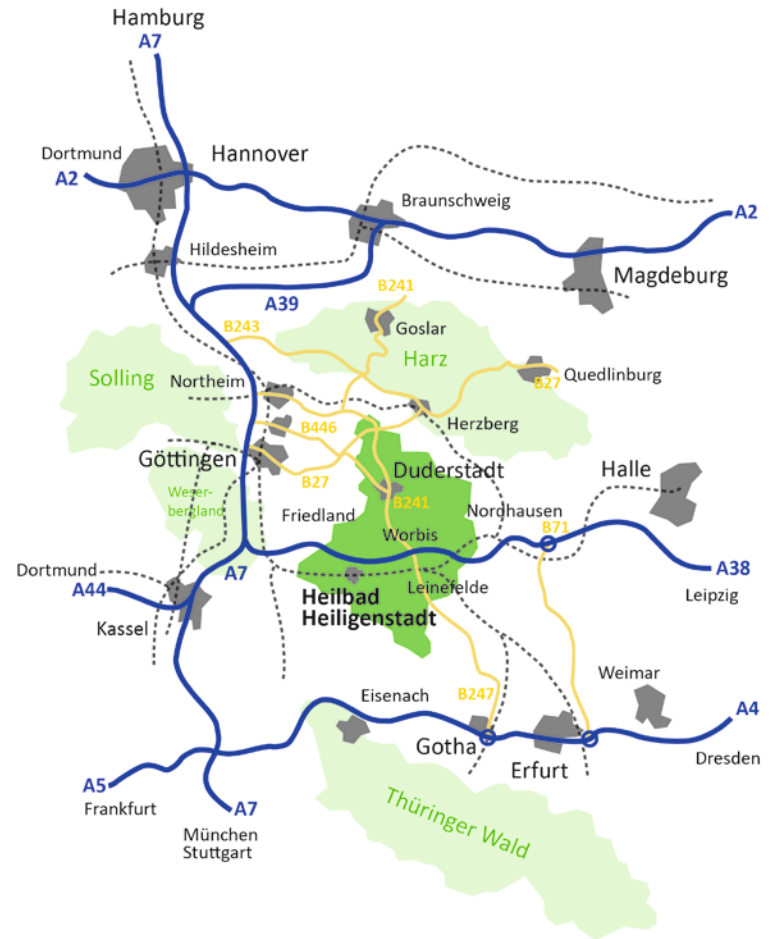 Hamburg
A7
Dortmund
Hannover
A2
Braunschweig
A2
Hildesheim
Magdeburg
B241
A39
Goslar
B243
Harz
Solling
Northeim
Quedlinburg
B27
Herzberg
B446
Göttingen
Duderstadt
Halle
B27
Weser-
bergland
B241
Nordhausen
Friedland
B71
Worbis
Dortmund
A7
A38
A44
Leinefelde
Leipzig
Heilbad
Heiligenstadt
Kassel
Weimar
Eisenach
B247
A4
Gotha
Erfurt
Dresden
A5
Frankfurt
A7
München
Stuttgart
Thüringer Wald